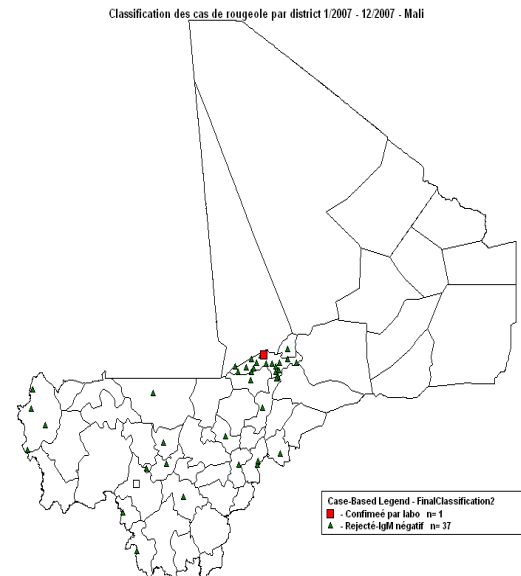 Classification des cas de rougeole par district 1/2007 - 12/2007 - Mali
Case-Based Legend - FinalClassification2
- Confimeé par labo n= 1
- Rejecté-IgM négatif n= 37